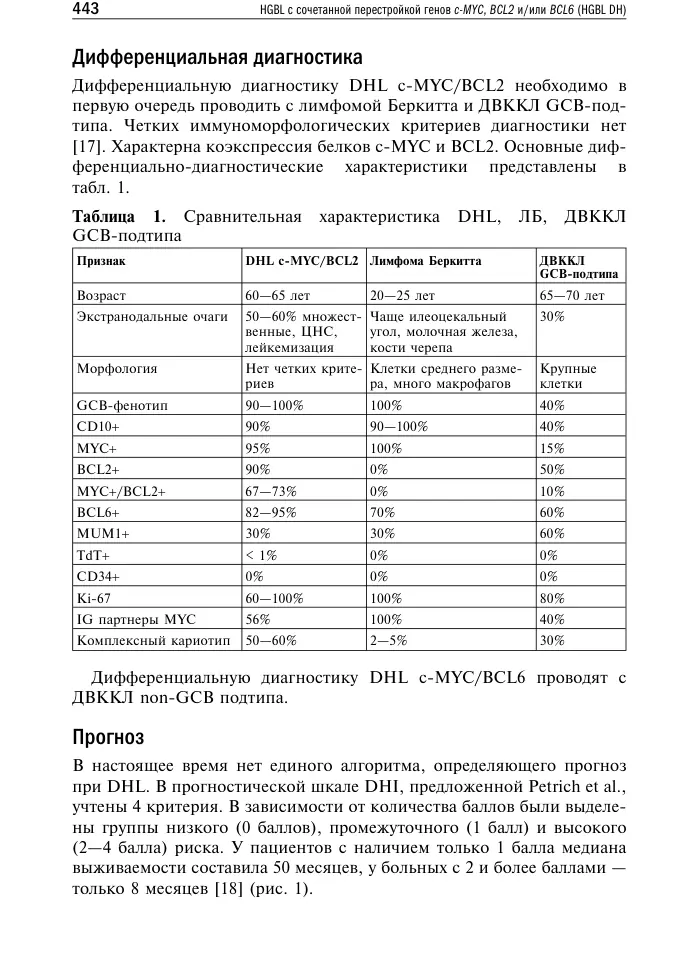 443 HGBL с сочетанной перестройкой генов c-MYC, BCL2 и/или BCL6 (HGBL DH)
Дифференциальная диагностика
Дифференциальную диагностику DHL c-MYC/BCL2 необходимо в
первую очередь проводить с лимфомой Беркитта и ДВККЛ GCB-под-
типа. Четких иммуноморфологических критериев диагностики нет
[17]. Характерна коэкспрессия белков c-MYC и BCL2. Основные диф-
ференциально-диагностические характеристики представлены в
табл. 1.
Таблица 1. Сравнительная характеристика DHL, ЛБ, ДВККЛ
GCB-подтипа
Признак DHL c-MYC/BCL2 Лимфома Беркитта ДВККЛ
GCB-подтипа
Возраст 60—65 лет 20—25 лет 65—70 лет
Экстранодальные очаги 50—60% множест- Чаще илеоцекальный 30%
венные, ЦНС, угол, молочная железа,
лейкемизация кости черепа
Морфология Нет четких крите- Клетки среднего разме- Крупные
риев ра, много макрофагов клетки
GCB-фенотип 90—100% 100% 40%
CD10+ 90% 90—100% 40%
MYC+ 95% 100% 15%
BCL2+ 90% 0% 50%
MYC+/BCL2+ 67—73% 0% 10%
BCL6+ 82—95% 70% 60%
MUM1+ 30% 30% 60%
TdT+ < 1% 0% 0%
CD34+ 0% 0% 0%
Ki-67 60—100% 100% 80%
IG партнеры MYC 56% 100% 40%
Комплексный кариотип 50—60% 2—5% 30%
Дифференциальную диагностику DHL c-MYC/BCL6 проводят с
ДВККЛ non-GCB подтипа.
Прогноз
В настоящее время нет единого алгоритма, определяющего прогноз
при DHL. В прогностической шкале DHI, предложенной Petrich et al.,
учтены 4 критерия. В зависимости от количества баллов были выделе-
ны группы низкого (0 баллов), промежуточного (1 балл) и высокого
(2—4 балла) риска. У пациентов с наличием только 1 балла медиана
выживаемости составила 50 месяцев, у больных с 2 и более баллами —
только 8 месяцев [18] (рис. 1).